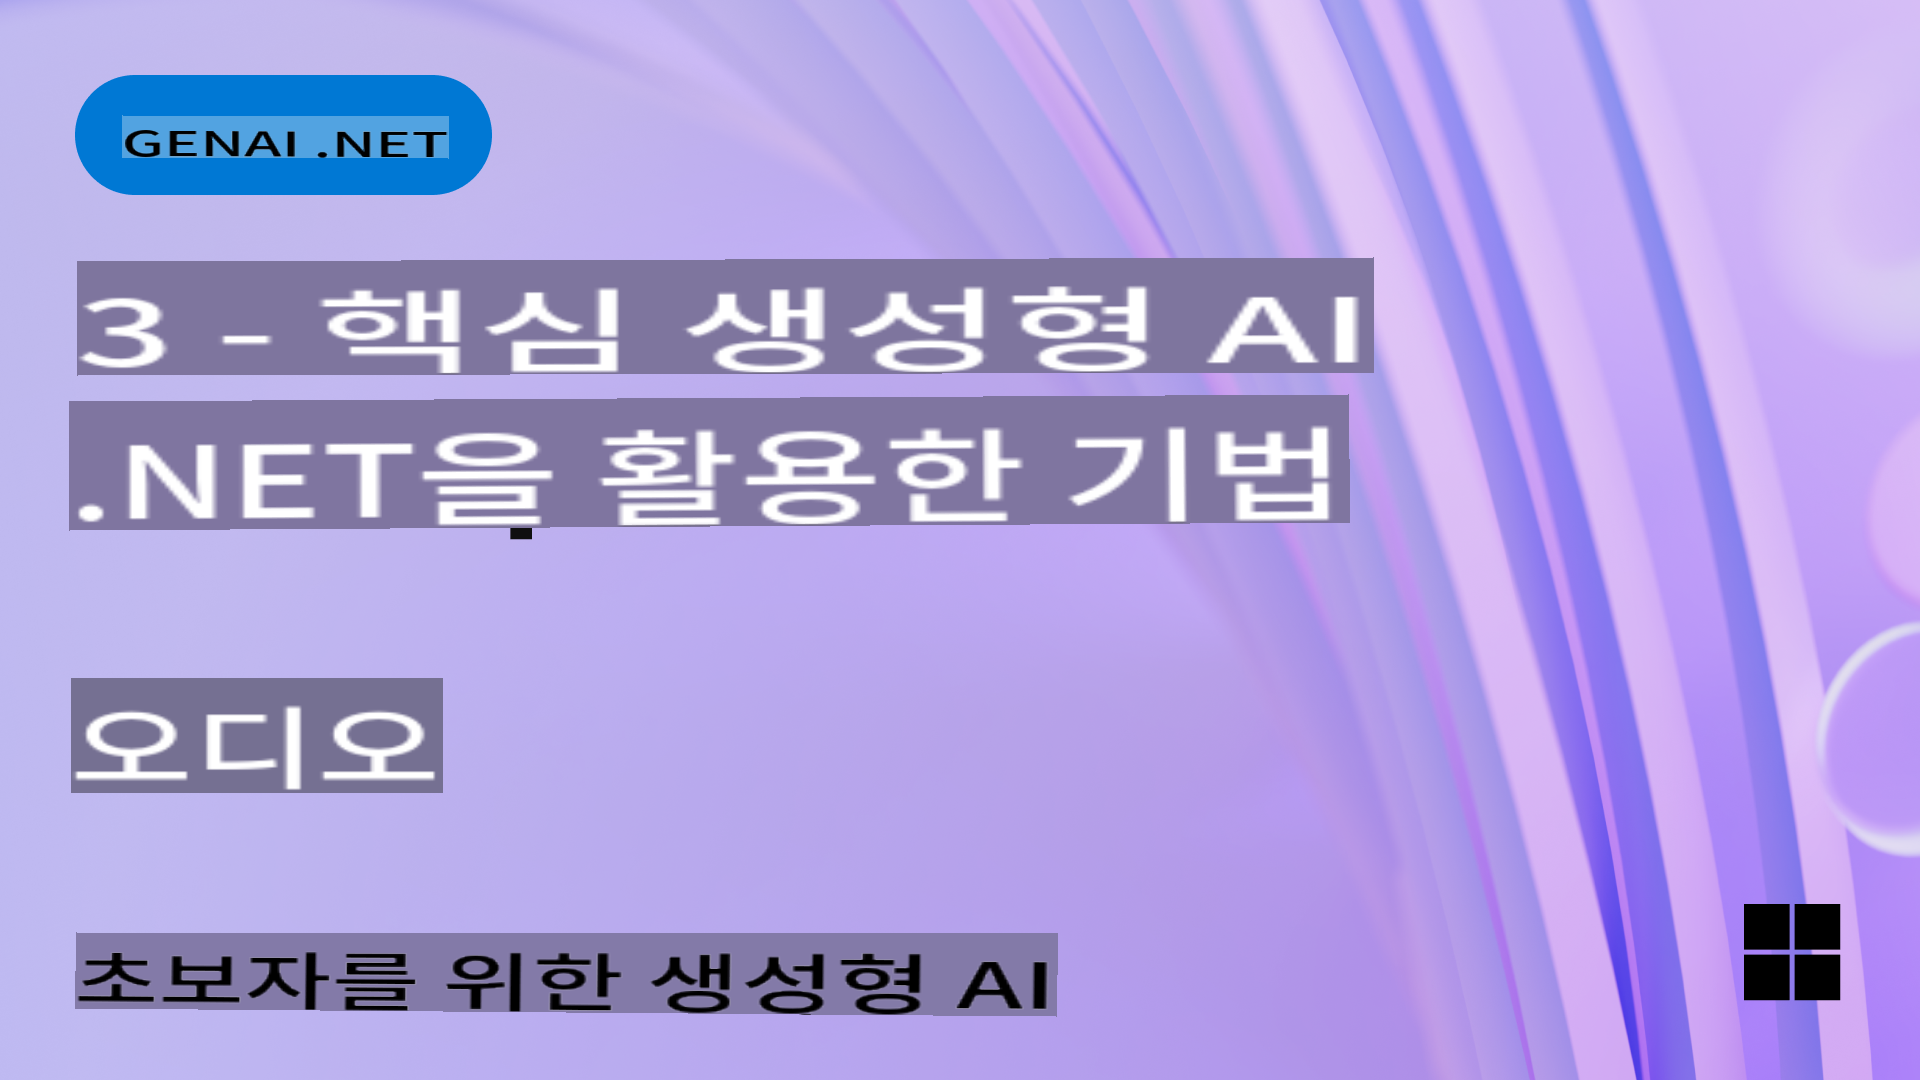 GENAI .NET
3 - 핵심 생성형 AI
.NET을 활용한 기법
오디오
초보자를 위한 생성형 AI